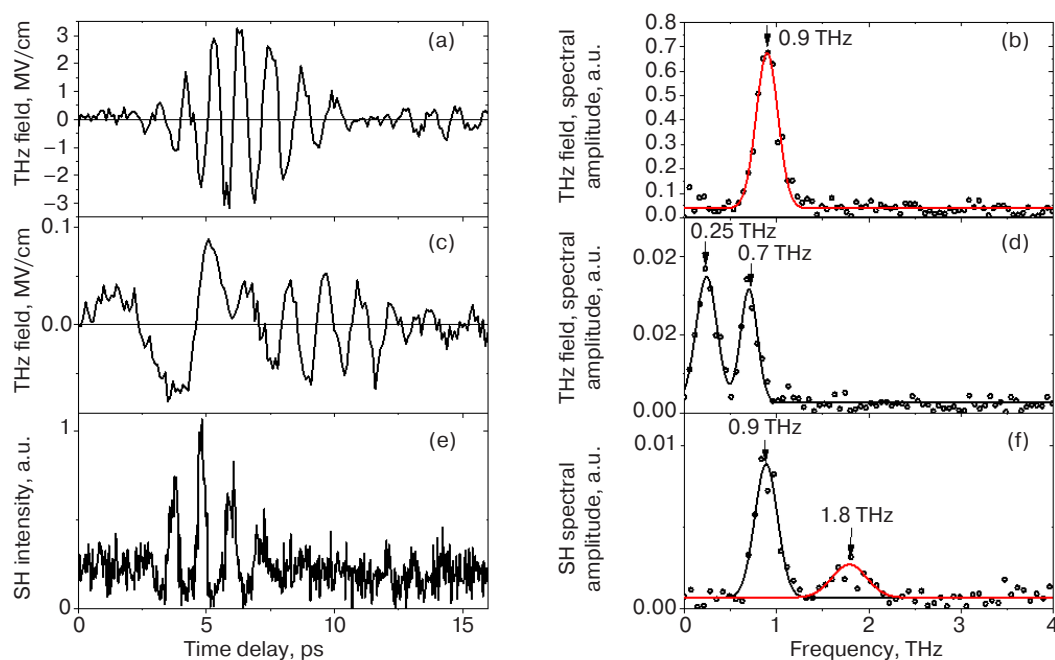 THz field, MV/cm
3
2
1
0
−1
−2
−3
(a)
THz field, spectral
amplitude, a.u.
0.8
0.7
0.6
0.5
0.4
0.3
0.2
0.1
0.0
0.9 THz
(b)
THz field, MV/cm
0.1
0.0
(c)
THz field, spectral
amplitude, a.u.
0.02
0.02
0.00
0.25 THz
0.7 THz
(d)
SH intensity, a.u.
1
0
(e)
0 5 10 15
Time delay, ps
SH spectral
amplitude, a.u.
0.01
0.00
0.9 THz
1.8 THz
(f)
0 1 2 3 4
Frequency, THz